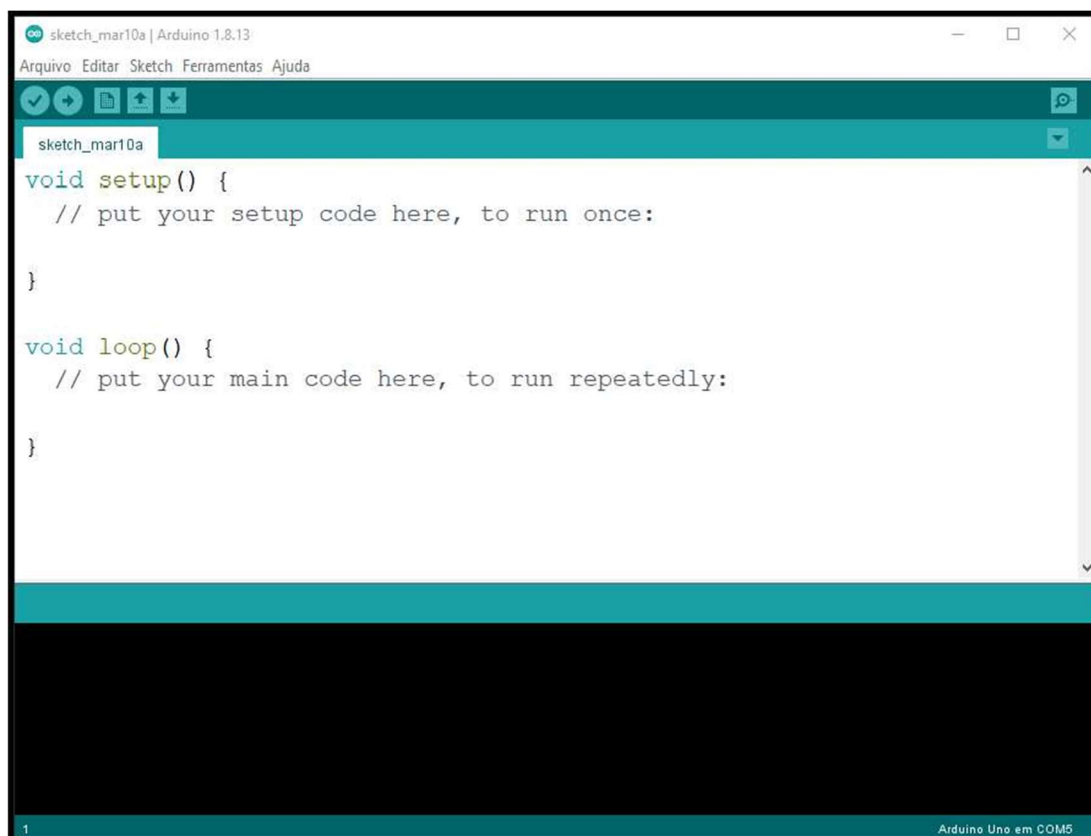 sketch_mar10a | Arduino 1.8.13
Arquivo Editar Sketch Ferramentas Ajuda
sketch_mar10a
void setup() {
  // put your setup code here, to run once:
}
void loop() {
  // put your main code here, to run repeatedly:
}
1
Arduino Uno em COM5